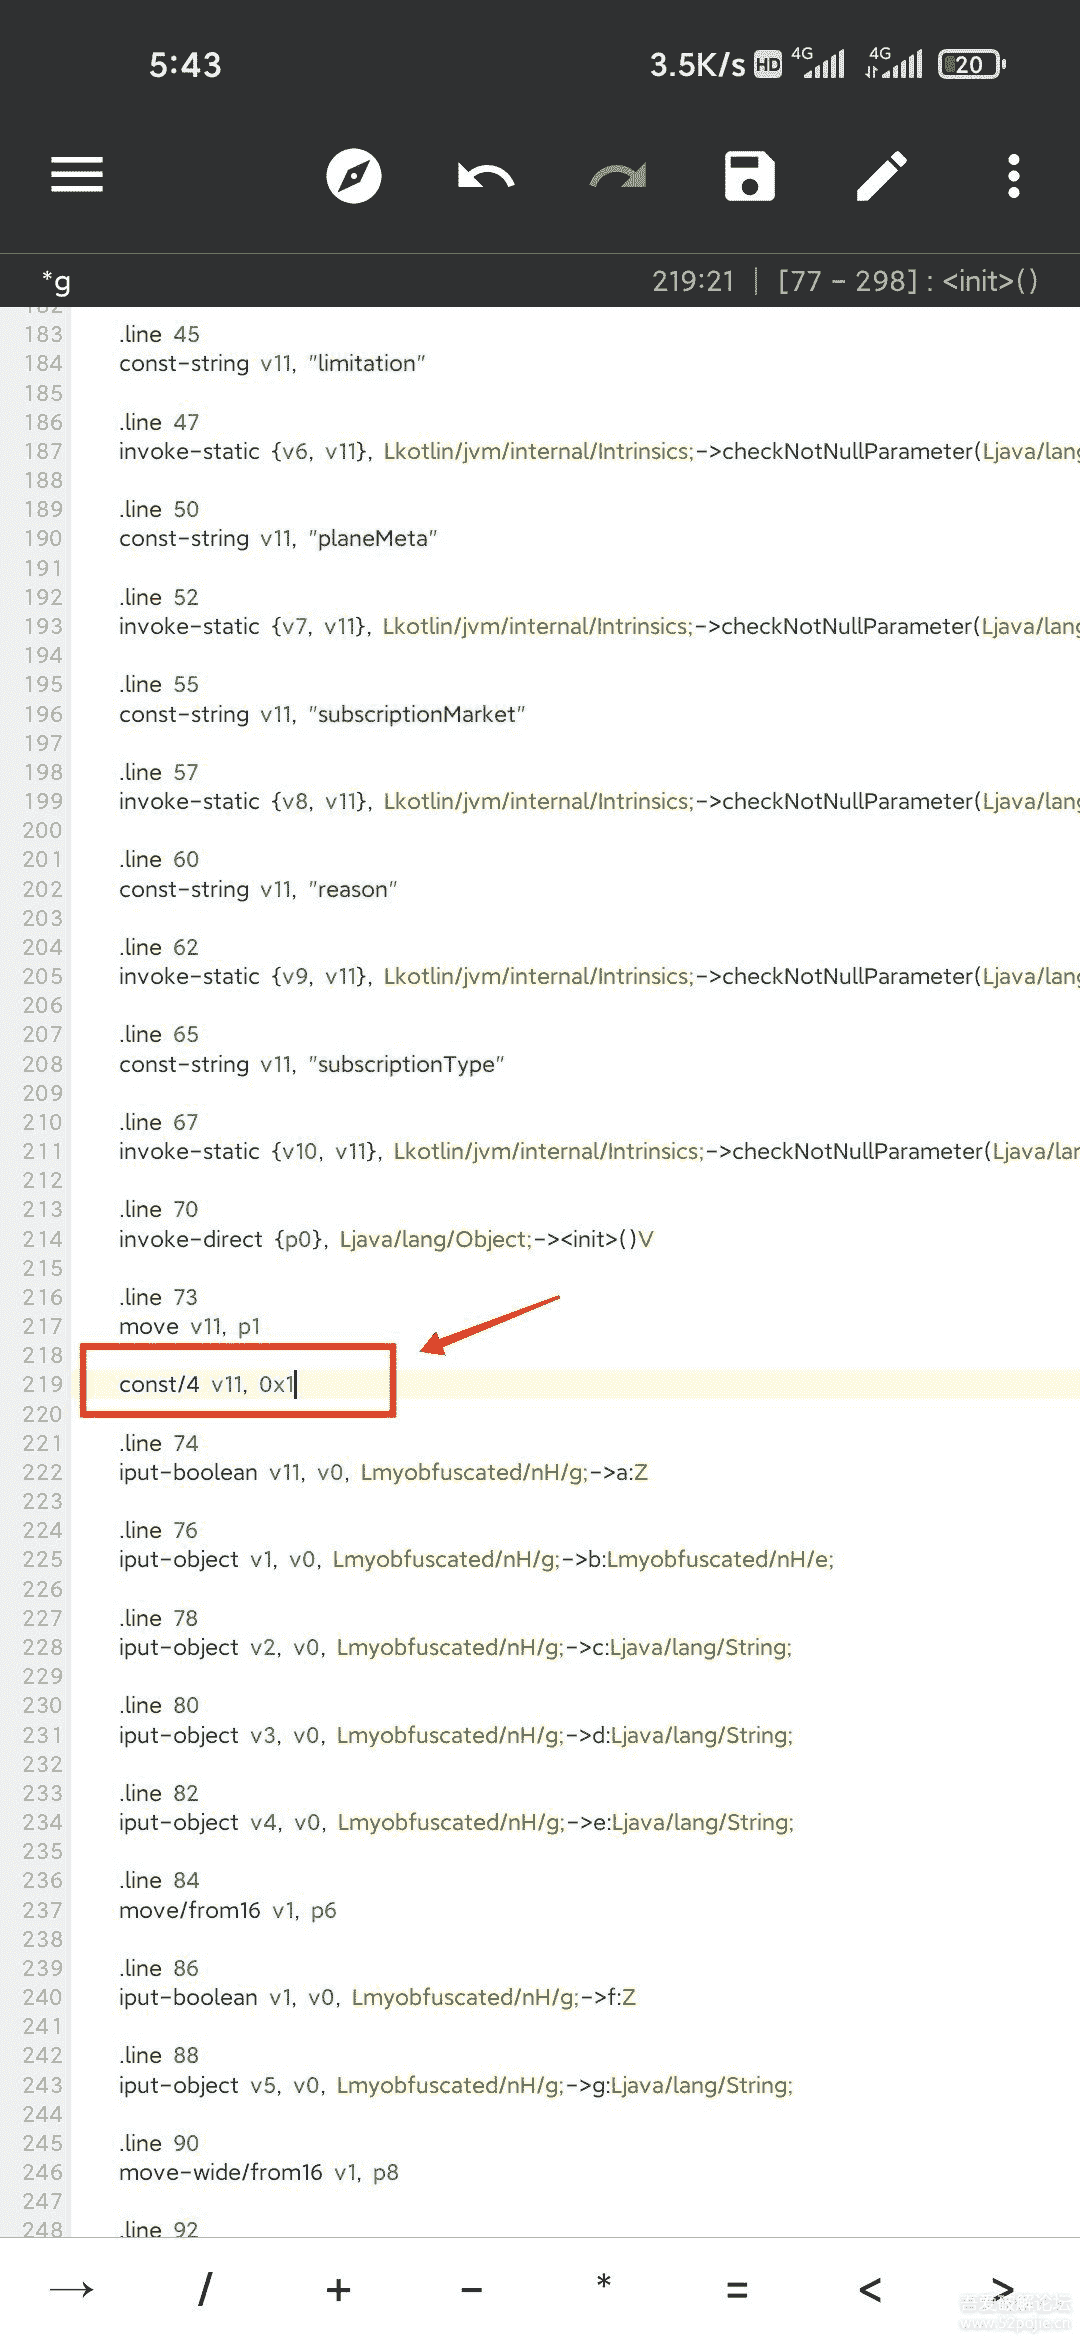 5:43 3.5K/s HD 4G 4G 20
*g 219:21 | [77 - 298] : <init>()
182
183 .line 45
184 const-string v11, "limitation"
185
186 .line 47
187 invoke-static {v6, v11}, Lkotlin/jvm/internal/Intrinsics;->checkNotNullParameter(Ljava/lang
188
189 .line 50
190 const-string v11, "planeMeta"
191
192 .line 52
193 invoke-static {v7, v11}, Lkotlin/jvm/internal/Intrinsics;->checkNotNullParameter(Ljava/lang
194
195 .line 55
196 const-string v11, "subscriptionMarket"
197
198 .line 57
199 invoke-static {v8, v11}, Lkotlin/jvm/internal/Intrinsics;->checkNotNullParameter(Ljava/lang
200
201 .line 60
202 const-string v11, "reason"
203
204 .line 62
205 invoke-static {v9, v11}, Lkotlin/jvm/internal/Intrinsics;->checkNotNullParameter(Ljava/lang
206
207 .line 65
208 const-string v11, "subscriptionType"
209
210 .line 67
211 invoke-static {v10, v11}, Lkotlin/jvm/internal/Intrinsics;->checkNotNullParameter(Ljava/lan
212
213 .line 70
214 invoke-direct {p0}, Ljava/lang/Object;-><init>()V
215
216 .line 73
217 move v11, p1
218
219 const/4 v11, 0x1
220
221 .line 74
222 iput-boolean v11, v0, Lmyobfuscated/nH/g;->a:Z
223
224 .line 76
225 iput-object v1, v0, Lmyobfuscated/nH/g;->b:Lmyobfuscated/nH/e;
226
227 .line 78
228 iput-object v2, v0, Lmyobfuscated/nH/g;->c:Ljava/lang/String;
229
230 .line 80
231 iput-object v3, v0, Lmyobfuscated/nH/g;->d:Ljava/lang/String;
232
233 .line 82
234 iput-object v4, v0, Lmyobfuscated/nH/g;->e:Ljava/lang/String;
235
236 .line 84
237 move/from16 v1, p6
238
239 .line 86
240 iput-boolean v1, v0, Lmyobfuscated/nH/g;->f:Z
241
242 .line 88
243 iput-object v5, v0, Lmyobfuscated/nH/g;->g:Ljava/lang/String;
244
245 .line 90
246 move-wide/from16 v1, p8
247
248 .line 92
→ / + - * = < >
吾爱破解论坛
www.52pojie.cn